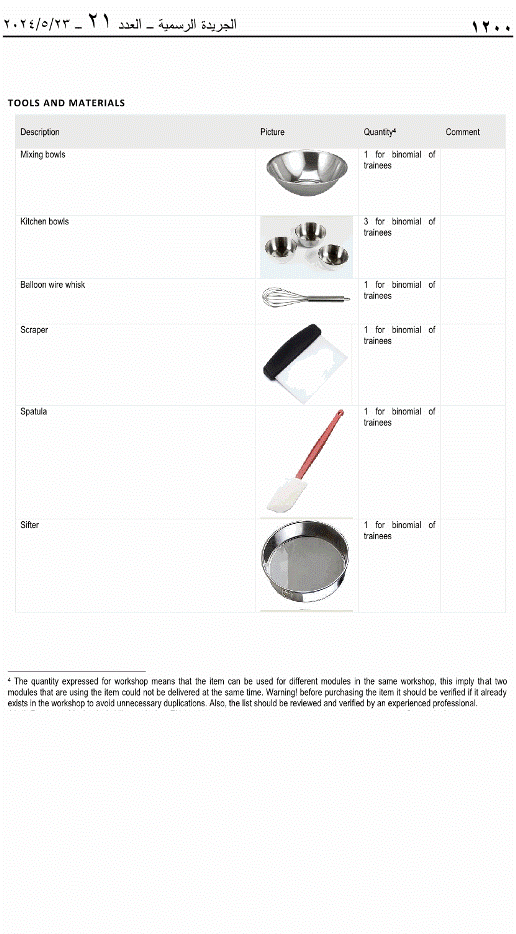 ١٢٠٠ الجريدة الرسمية ــ العدد ٢١ ــ ٢٠٢٤/٥/٢٣
TOOLS AND MATERIALS
Description Picture Quantity⁴ Comment
Mixing bowls 1 for binomial of
trainees
Kitchen bowls 3 for binomial of
trainees
Balloon wire whisk 1 for binomial of
trainees
Scraper 1 for binomial of
trainees
Spatula 1 for binomial of
trainees
Sifter 1 for binomial of
trainees
⁴ The quantity expressed for workshop means that the item can be used for different modules in the same workshop, this imply that two
modules that are using the item could not be delivered at the same time. Warning! before purchasing the item it should be verified if it already
exists in the workshop to avoid unnecessary duplications. Also, the list should be reviewed and verified by an experienced professional.